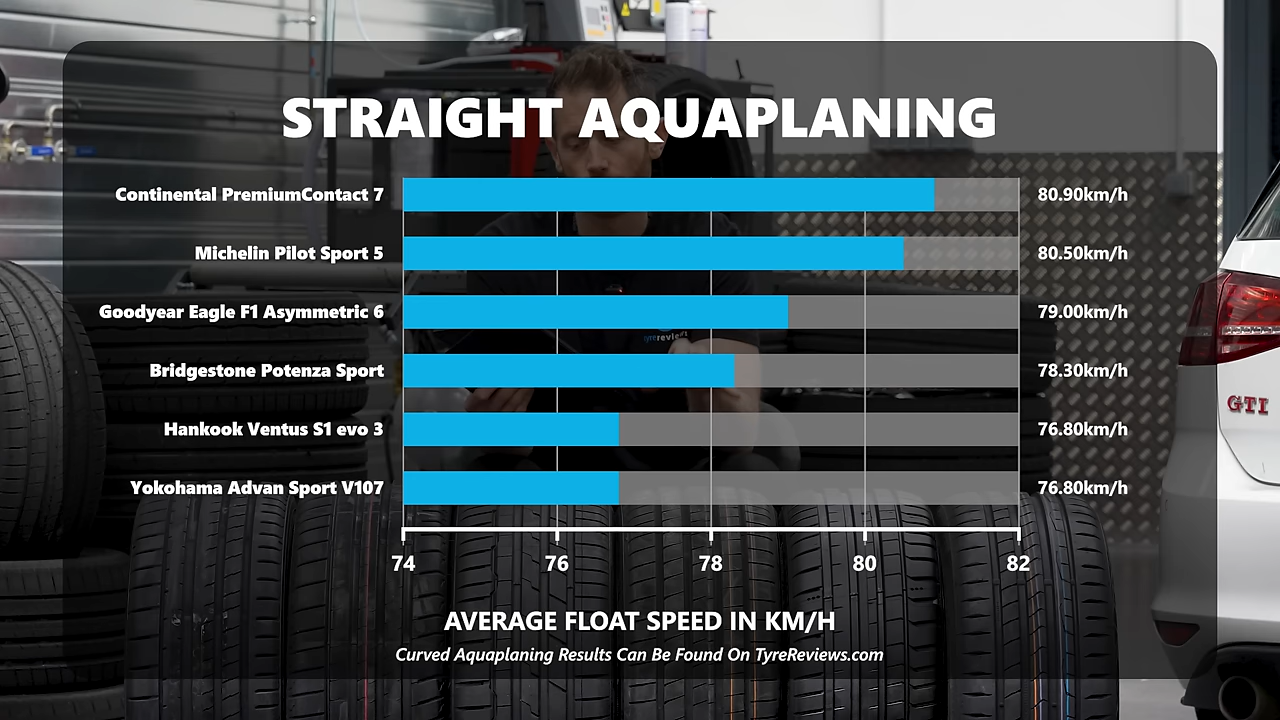 STRAIGHT AQUAPLANING
Continental PremiumContact 7 80.90km/h
Michelin Pilot Sport 5 80.50km/h
Goodyear Eagle F1 Asymmetric 6 79.00km/h
tyrereviews
Bridgestone Potenza Sport 78.30km/h
GTI
Hankook Ventus S1 evo 3 76.80km/h
Yokohama Advan Sport V107 76.80km/h
74 76 78 80 82
AVERAGE FLOAT SPEED IN KM/H
Curved Aquaplaning Results Can Be Found On TyreReviews.com